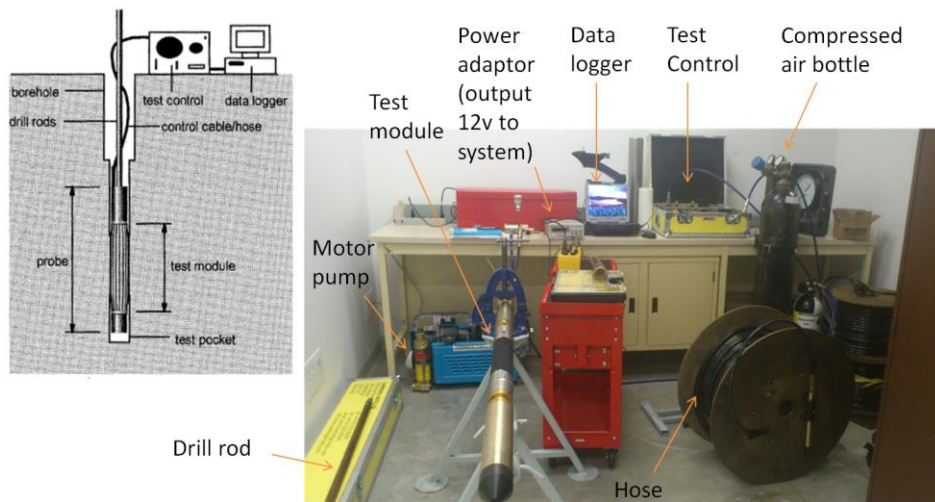 borehole
drill rods
probe
test control
data logger
control cable/hose
test module
test pocket
Test
module
Power
adaptor
(output
12v to
system)
Data
logger
Test
Control
Compressed
air bottle
Motor
pump
Drill rod
Hose